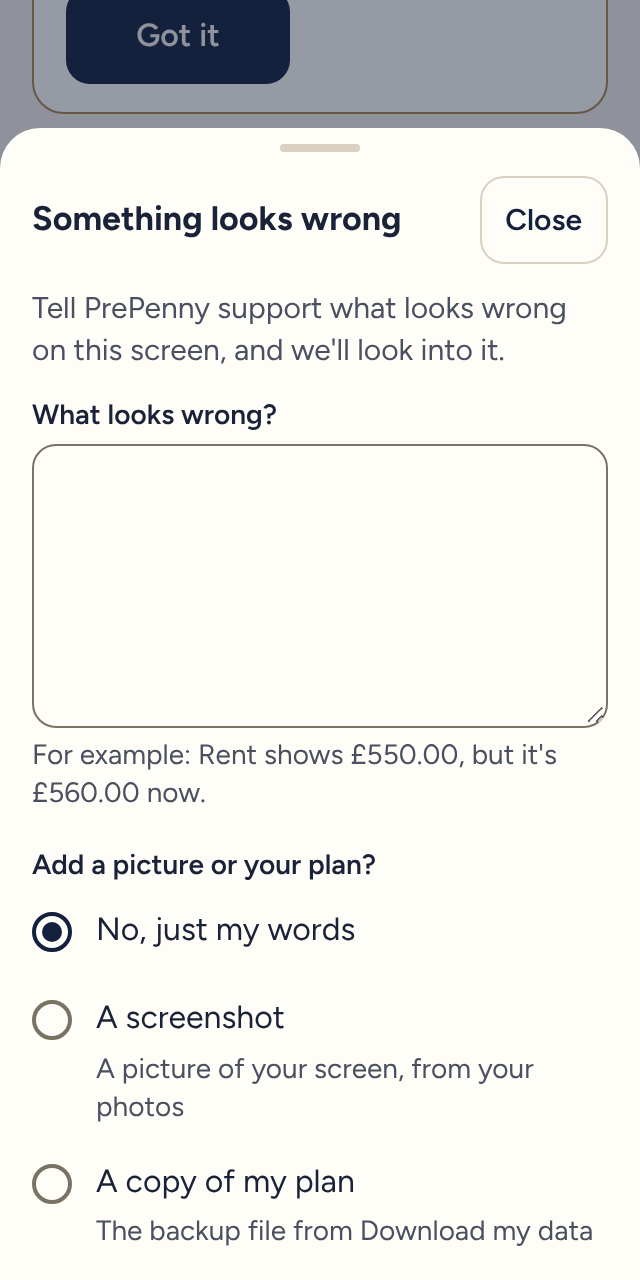 Got it
Something looks wrong
Close
Tell PrePenny support what looks wrong
on this screen, and we'll look into it.
What looks wrong?
For example: Rent shows £550.00, but it's
£560.00 now.
Add a picture or your plan?
No, just my words
A screenshot
A picture of your screen, from your
photos
A copy of my plan
The backup file from Download my data